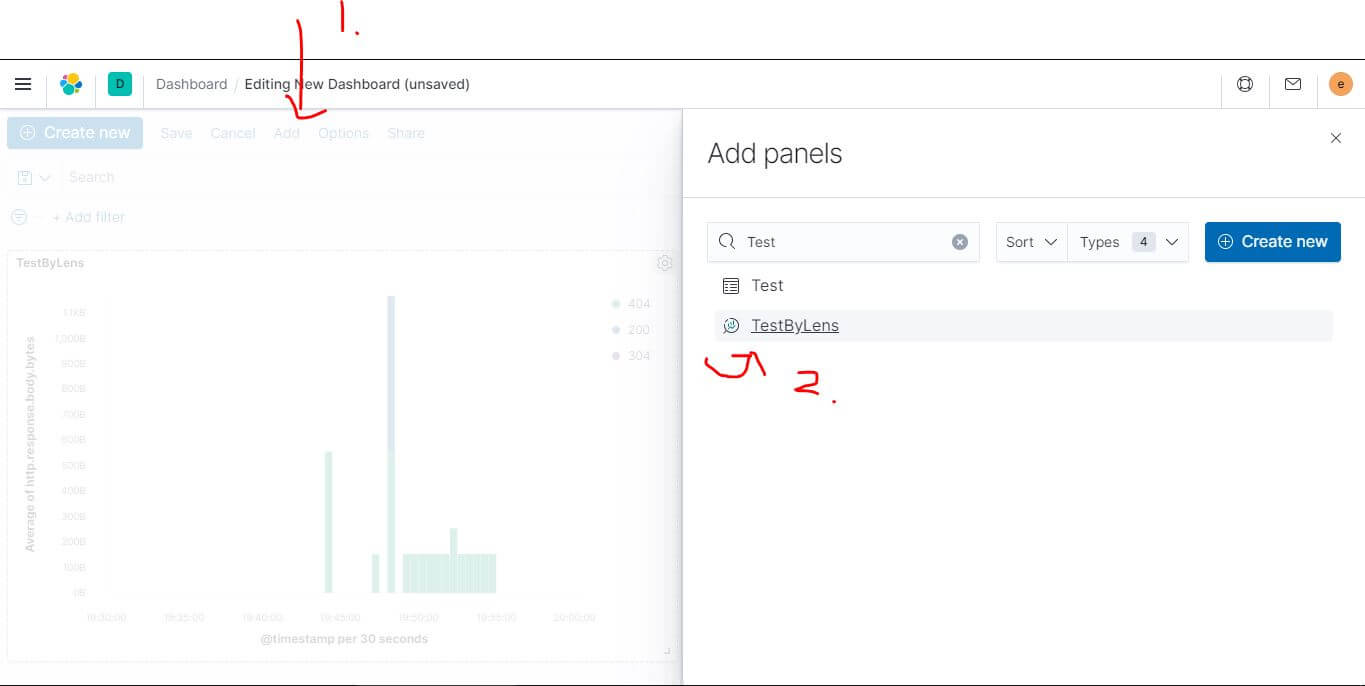 1.
D
Dashboard / Editing New Dashboard (unsaved)
e
Create new
Save
Cancel
Add
Options
Share
Search
+ Add filter
TestByLens
404
200
304
1.1KB
1,000B
900B
800B
700B
600B
500B
400B
300B
200B
100B
0B
Average of http.response.body.bytes
19:30:00
19:35:00
19:40:00
19:45:00
19:50:00
19:55:00
20:00:00
@timestamp per 30 seconds
Add panels
Test
Sort
Types 4
Create new
Test
TestByLens
2.